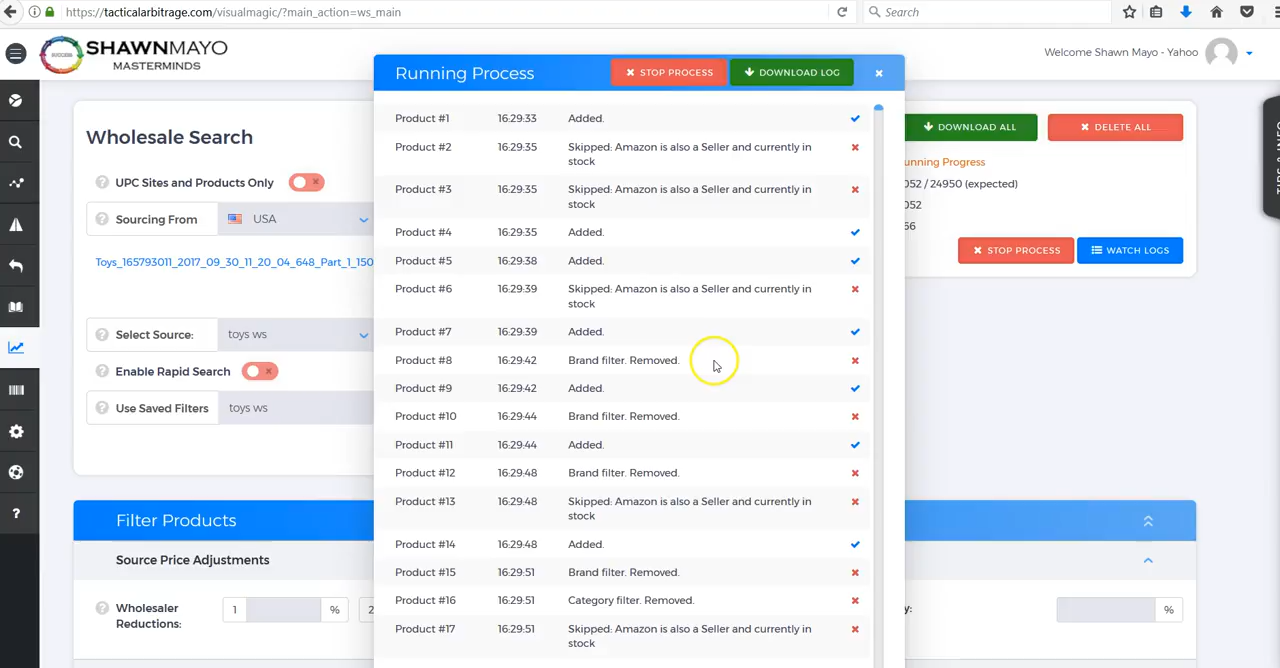 https://tacticalarbitrage.com/visualmagic/?main_action=ws_main
Search
SUCCESS
SHAWNMAYO
MASTERMINDS
Welcome Shawn Mayo - Yahoo
Running Process
STOP PROCESS
DOWNLOAD LOG
Product #1 16:29:33 Added.
Product #2 16:29:35 Skipped: Amazon is also a Seller and currently in
stock
Product #3 16:29:35 Skipped: Amazon is also a Seller and currently in
stock
Product #4 16:29:35 Added.
Product #5 16:29:38 Added.
Product #6 16:29:39 Skipped: Amazon is also a Seller and currently in
stock
Product #7 16:29:39 Added.
Product #8 16:29:42 Brand filter. Removed.
Product #9 16:29:42 Added.
Product #10 16:29:44 Brand filter. Removed.
Product #11 16:29:44 Added.
Product #12 16:29:48 Brand filter. Removed.
Product #13 16:29:48 Skipped: Amazon is also a Seller and currently in
stock
Product #14 16:29:48 Added.
Product #15 16:29:51 Brand filter. Removed.
Product #16 16:29:51 Category filter. Removed.
Product #17 16:29:51 Skipped: Amazon is also a Seller and currently in
stock
Wholesale Search
UPC Sites and Products Only
Sourcing From USA
Toys_165793011_2017_09_30_11_20_04_648_Part_1_150
Select Source: toys ws
Enable Rapid Search
Use Saved Filters toys ws
DOWNLOAD ALL
DELETE ALL
unning Progress
052 / 24950 (expected)
052
66
STOP PROCESS
WATCH LOGS
Filter Products
Source Price Adjustments
Wholesaler
Reductions:
1 % 2
y: %